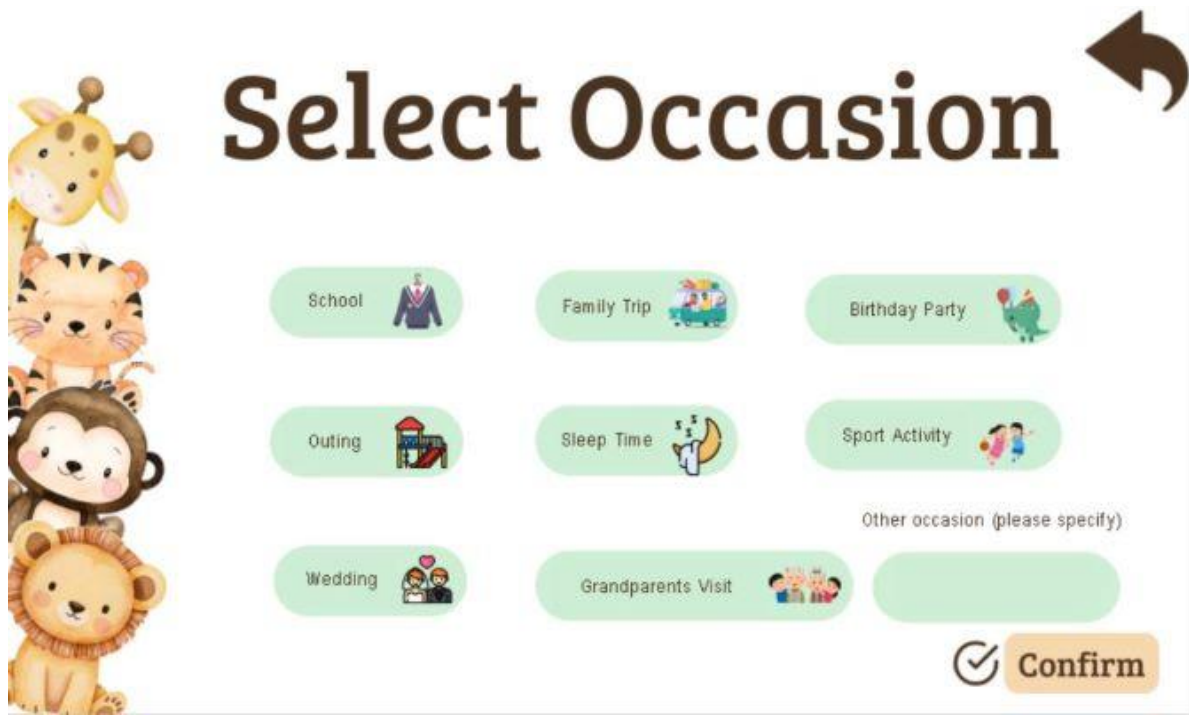 Select Occasion
School
Family Trip
Birthday Party
Outing
Sleep Time
Sport Activity
Other occasion (please specify)
Wedding
Grandparents Visit
Confirm